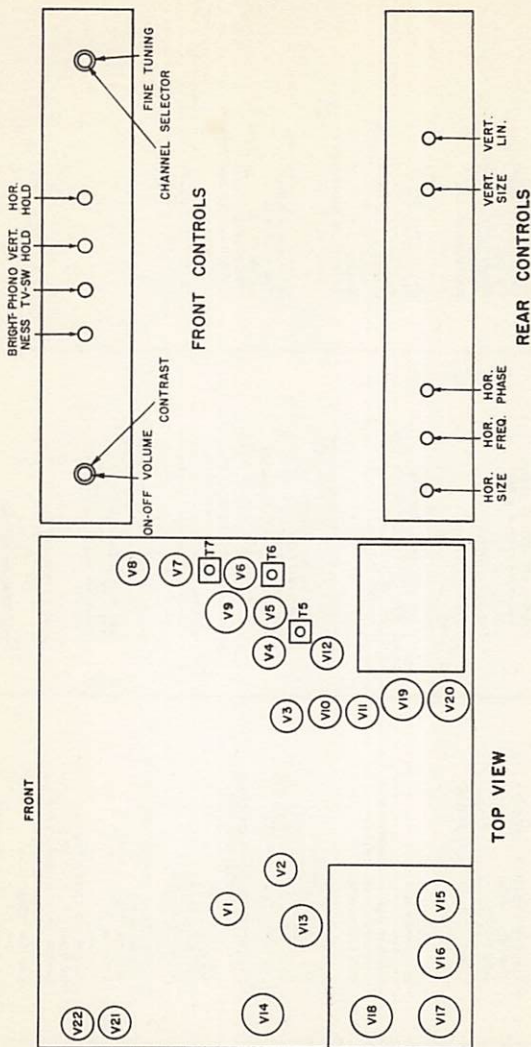 BRIGHT-
NESS
PHONO
TV-SW
VERT.
HOLD
HOR.
HOLD
ON-OFF VOLUME
CONTRAST
CHANNEL SELECTOR
FINE TUNING
FRONT CONTROLS
HOR.
SIZE
HOR.
FREQ.
HOR.
PHASE
VERT.
SIZE
VERT.
LIN.
REAR CONTROLS
FRONT
V22
V21
V8
V7
T7
V6
T6
V9
V5
T5
V4
V12
V3
V10
V11
V19
V20
V1
V2
V13
V14
V18
V15
V16
V17
TOP VIEW